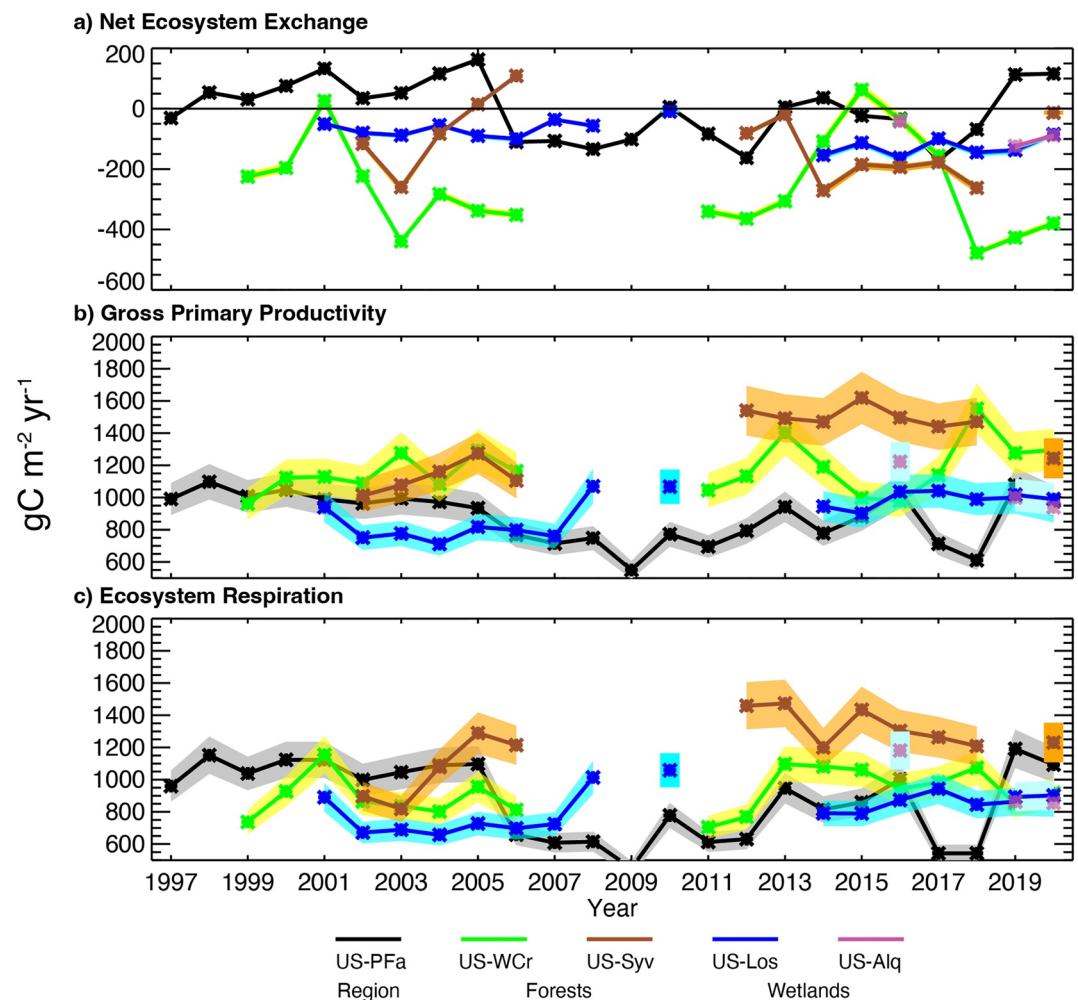 a) Net Ecosystem Exchange
200
0
-200
-400
-600
b) Gross Primary Productivity
2000
1800
1600
1400
1200
1000
800
600
gC m-2 yr-1
c) Ecosystem Respiration
2000
1800
1600
1400
1200
1000
800
600
1997 1999 2001 2003 2005 2007 2009 2011 2013 2015 2017 2019
Year
US-PFa US-WCr US-Syv US-Los US-Alq
Region Forests Wetlands